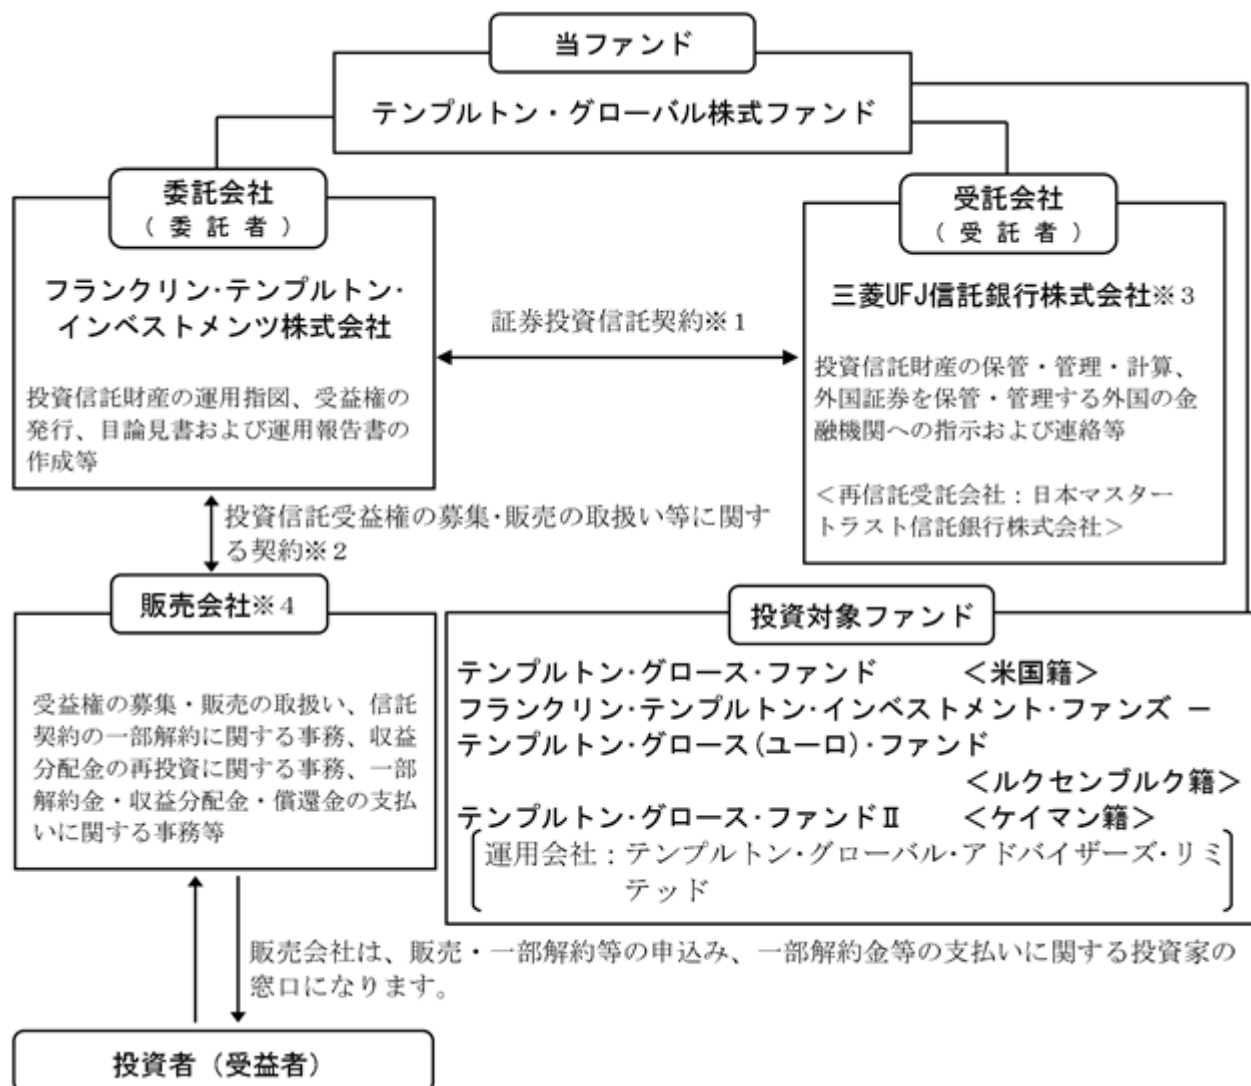 当ファンド
テンプルトン・グローバル株式ファンド
委託会社
(委託者)
フランクリン・テンプルトン・
インベストメンツ株式会社
投資信託財産の運用指図、受益権の
発行、目論見書および運用報告書の
作成等
証券投資信託契約※1
受託会社
(受託者)
三菱UFJ信託銀行株式会社※3
投資信託財産の保管・管理・計算、
外国証券を保管・管理する外国の金
融機関への指示および連絡等
<再信託受託会社：日本マスター
トラスト信託銀行株式会社>
投資信託受益権の募集・販売の取扱い等に関す
る契約※2
販売会社※4
受益権の募集・販売の取扱い、信託
契約の一部解約に関する事務、収益
分配金の再投資に関する事務、一部
解約金・収益分配金・償還金の支払
いに関する事務等
投資対象ファンド
テンプルトン・グロース・ファンド <米国籍>
フランクリン・テンプルトン・インベストメント・ファンズ －
テンプルトン・グロース(ユーロ)・ファンド
<ルクセンブルク籍>
テンプルトン・グロース・ファンドⅡ <ケイマン籍>
運用会社：テンプルトン・グローバル・アドバイザーズ・リミ
テッド
販売会社は、販売・一部解約等の申込み、一部解約金等の支払いに関する投資家の
窓口になります。
投資者（受益者）